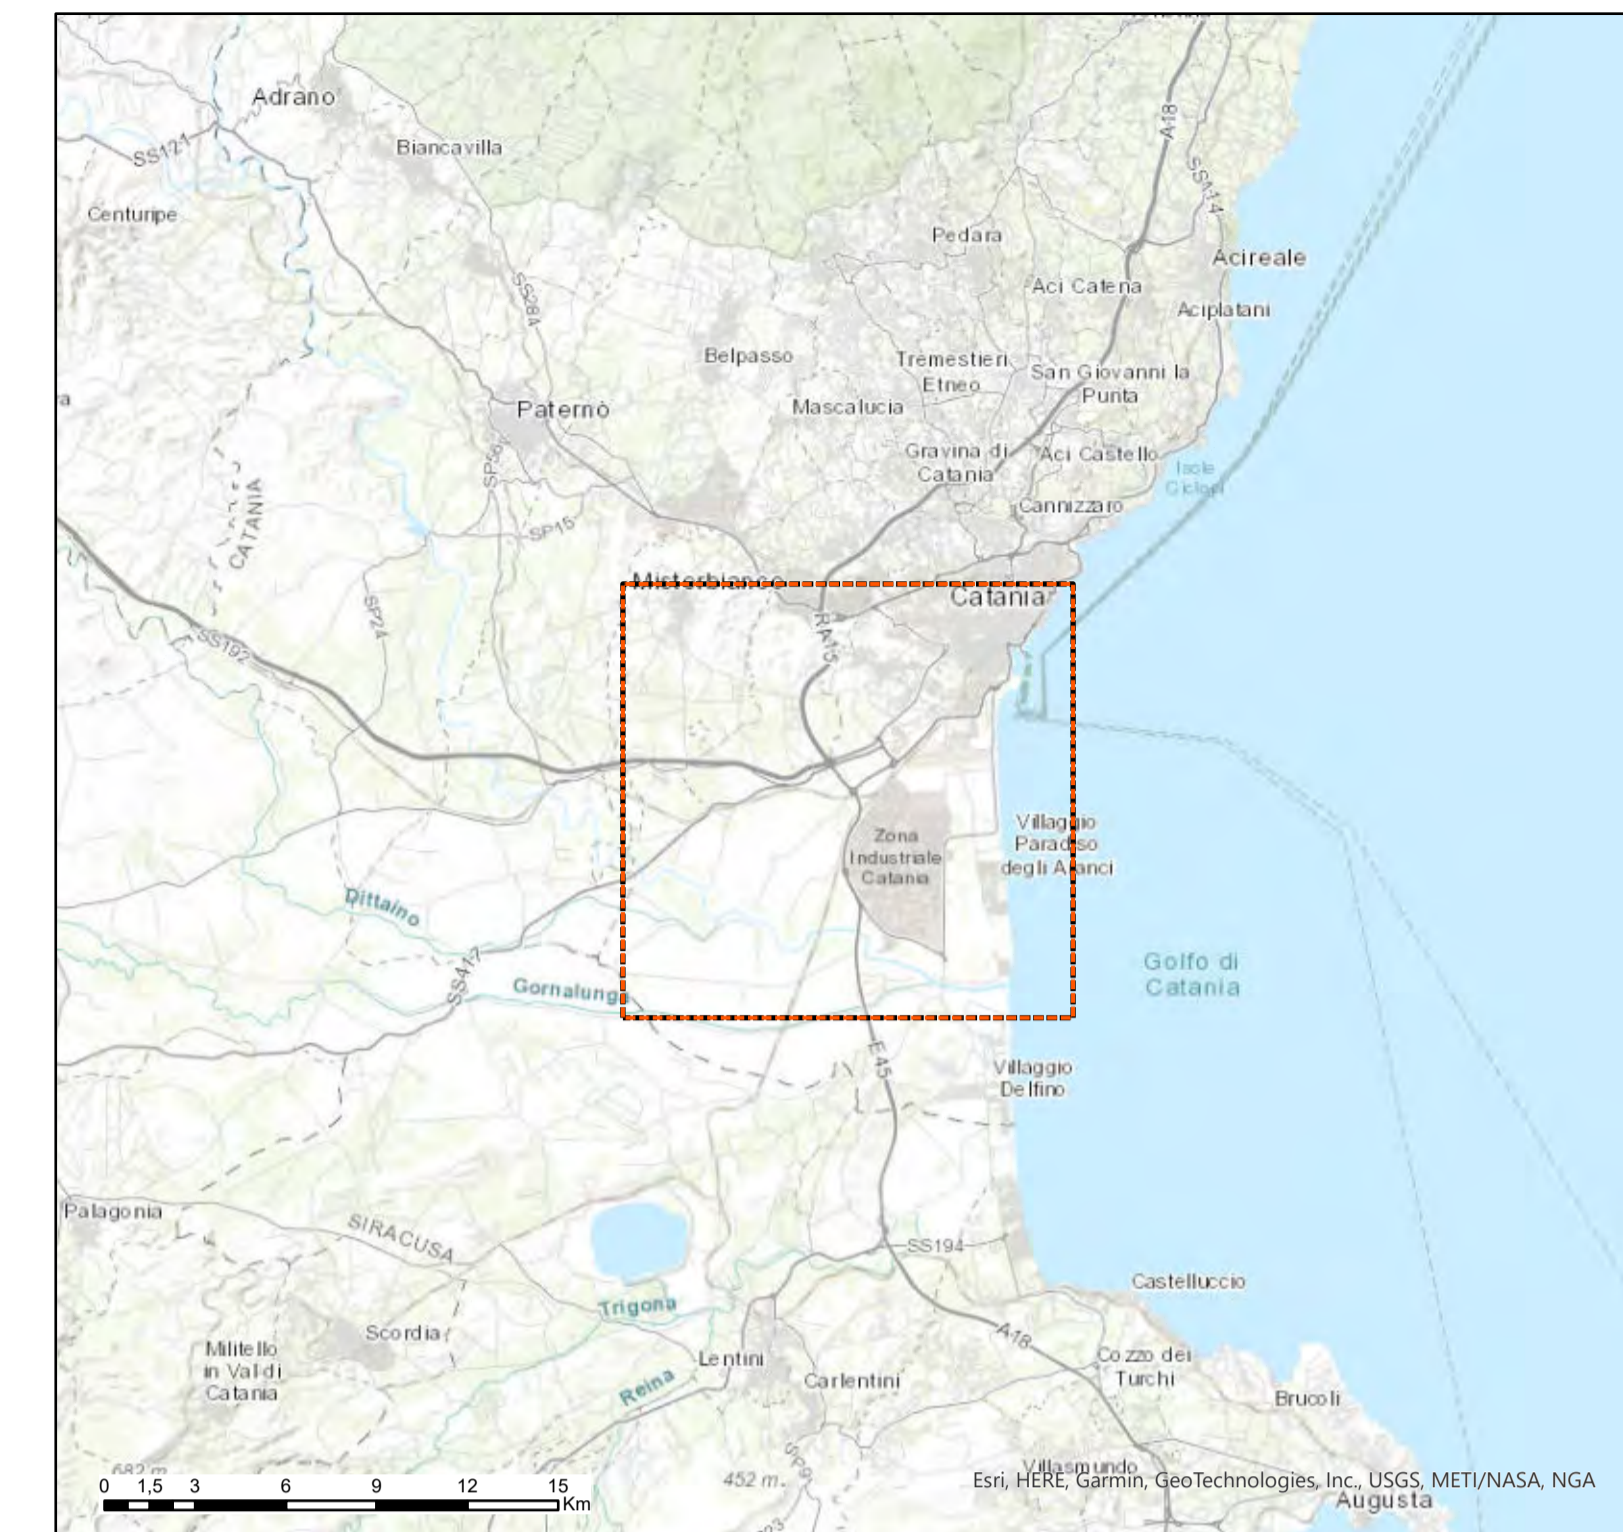 Adrano
Biancavilla
SS121
Centuripe
A18
SS114
Pedara
Acireale
Aci Catena
Aciplatani
SS284
Belpasso
Tremestieri
Etneo
San Giovanni la
Punta
Paternò
Mascalucia
Gravina di
Catania
Aci Castello
Isole
Ciclopi
SP56
CATANIA
SP15
Cannizzaro
Misterbianco
Catania
SP24
SS192
RA15
Villaggio
Paradiso
degli Aranci
Zona
Industriale
Catania
Dittaino
SS417
Gornalunga
Golfo di
Catania
E45
Villaggio
Delfino
Palagonia
SIRACUSA
SS194
Castelluccio
Trigona
Scordia
A18
Militello
in Val di
Catania
Lentini
Reina
Carlentini
Cozzo dei
Turchi
Brucoli
682 m
452 m
SP9
Villasmundo
0 1,5 3 6 9 12 15
Km
Esri, HERE, Garmin, GeoTechnologies, Inc., USGS, METI/NASA, NGA
Augusta